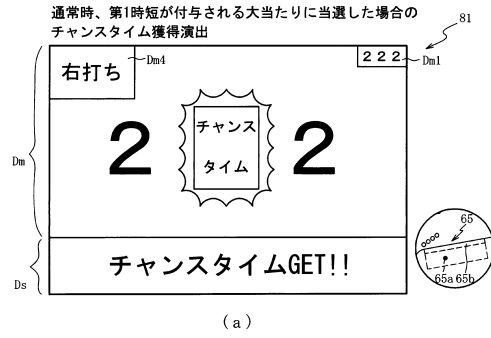 通常時、第1時短が付与される大当たりに当選した場合の
チャンスタイム獲得演出
81
右打ち
Dm4
222
Dm1
Dm
2
チャンス
タイム
2
65
Ds
チャンスタイムGET!!
65a 65b
(a)